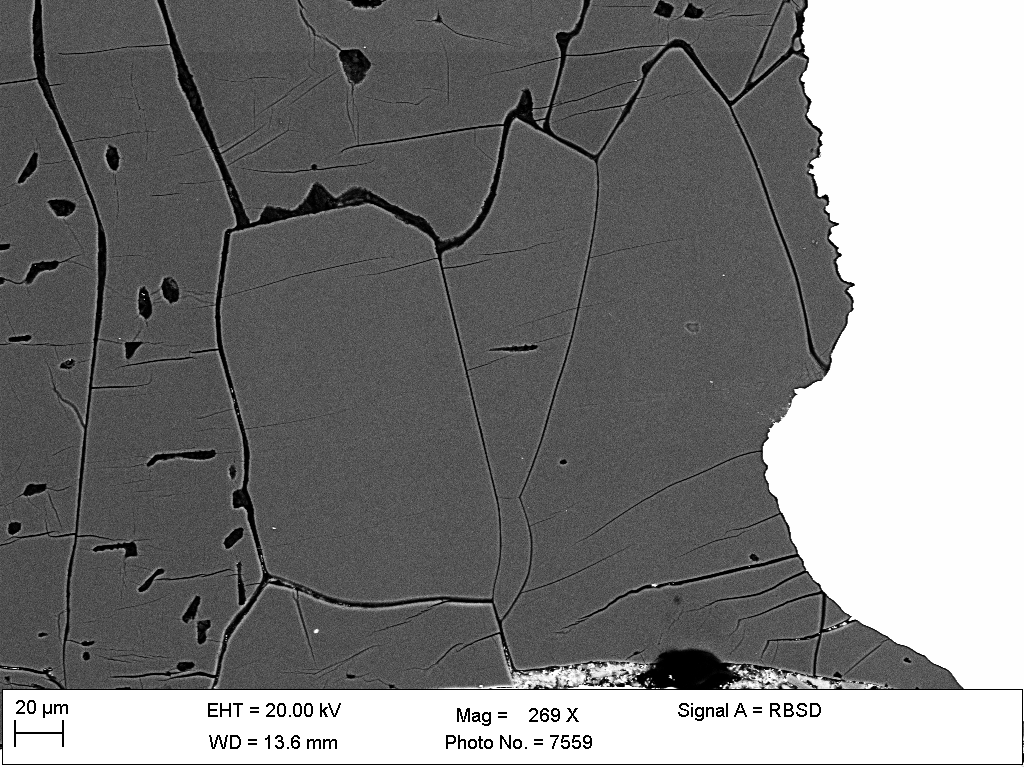 20 µm
EHT = 20.00 kV
Mag = 269 X
Signal A = RBSD
WD = 13.6 mm
Photo No. = 7559